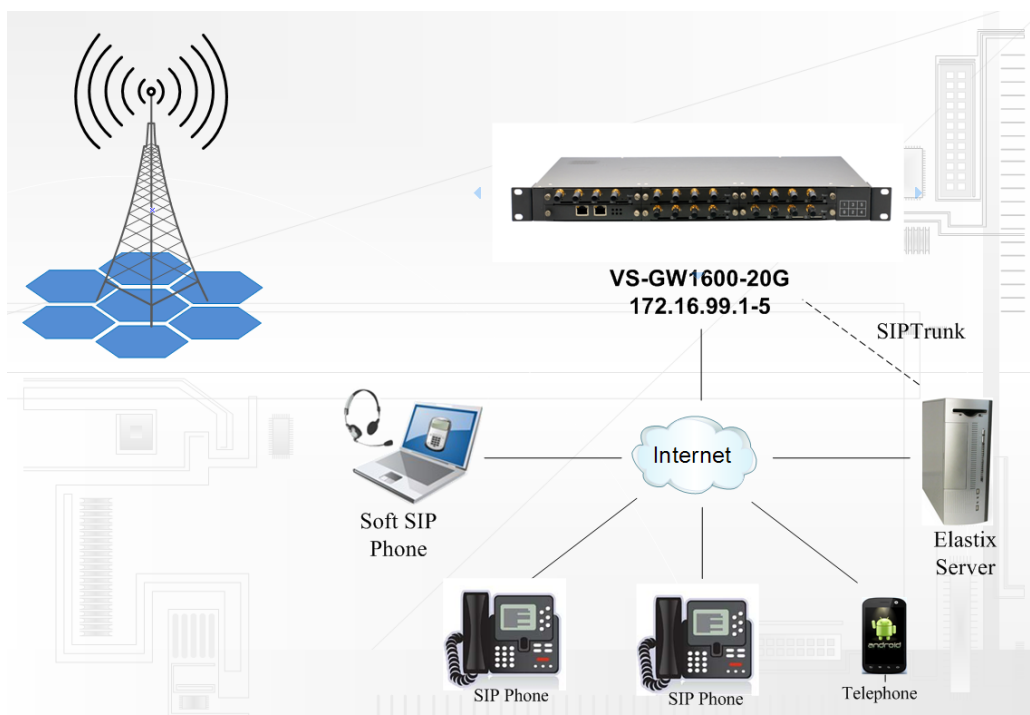 VS-GW1600-20G
172.16.99.1-5
SIPTrunk
Internet
Soft SIP
Phone
Elastix
Server
android
SIP Phone
SIP Phone
Telephone